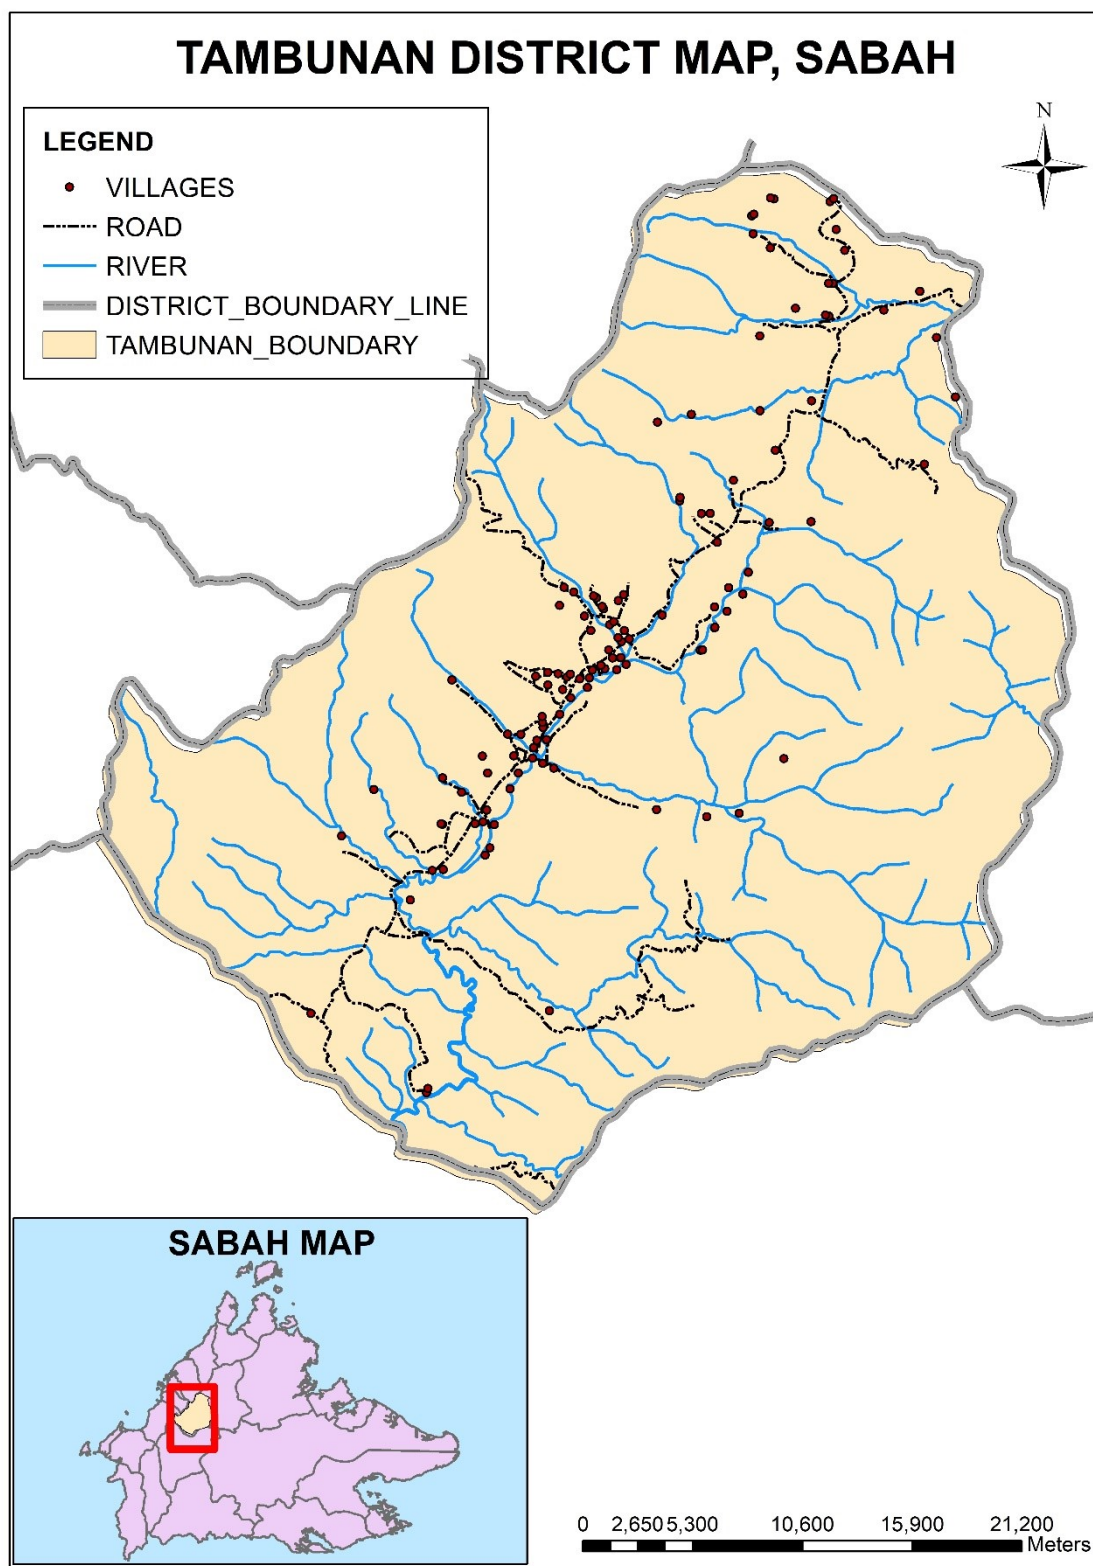 TAMBUNAN DISTRICT MAP, SABAH
N
LEGEND
VILLAGES
ROAD
RIVER
DISTRICT_BOUNDARY_LINE
TAMBUNAN_BOUNDARY
SABAH MAP
0 2,650 5,300 10,600 15,900 21,200
Meters